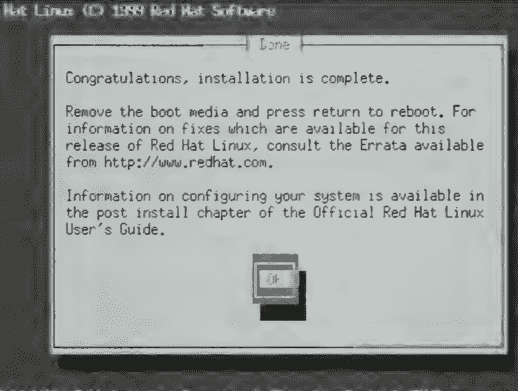 Hat Linux (C) 1999 Red Hat Software
Done
Congratulations, installation is complete.
Remove the boot media and press return to reboot. For
information on fixes which are available for this
release of Red Hat Linux, consult the Errata available
from http://www.redhat.com.
Information on configuring your system is available in
the post install chapter of the Official Red Hat Linux
User's Guide.
Ok